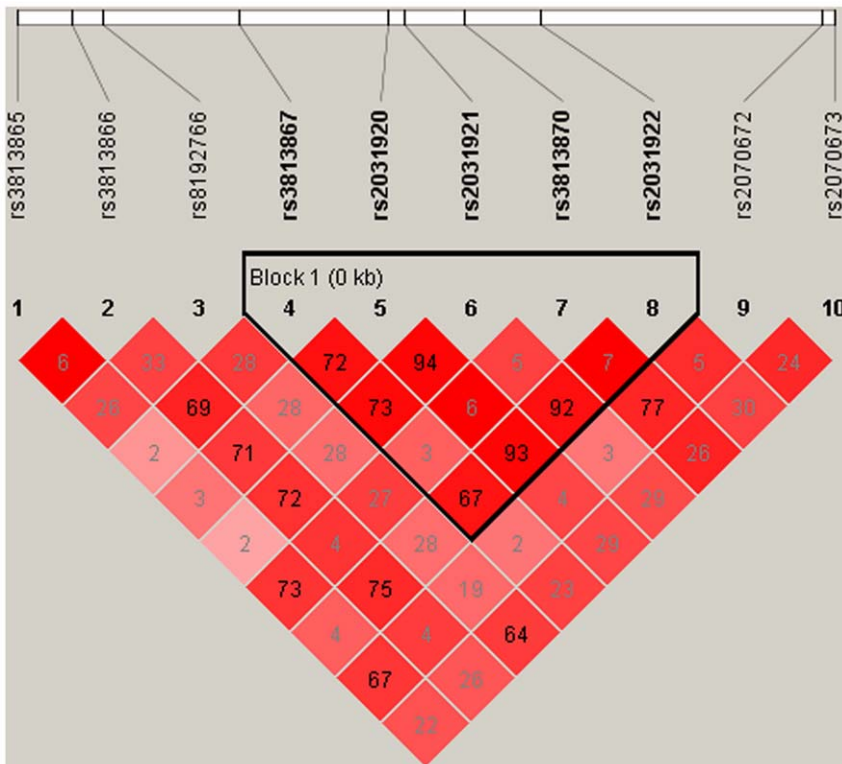 rs3813865
rs3813866
rs8192766
rs3813867
rs2031920
rs2031921
rs3813870
rs2031922
rs2070672
rs2070673
Block 1 (0 kb)
1 2 3 4 5 6 7 8 9 10
6 33 28 72 94 5 7 5 24
26 69 28 73 6 92 77 30
2 71 28 3 93 3 26
3 72 27 67 4 29
2 4 28 2 29
73 75 19 23
4 4 64
67 26
22